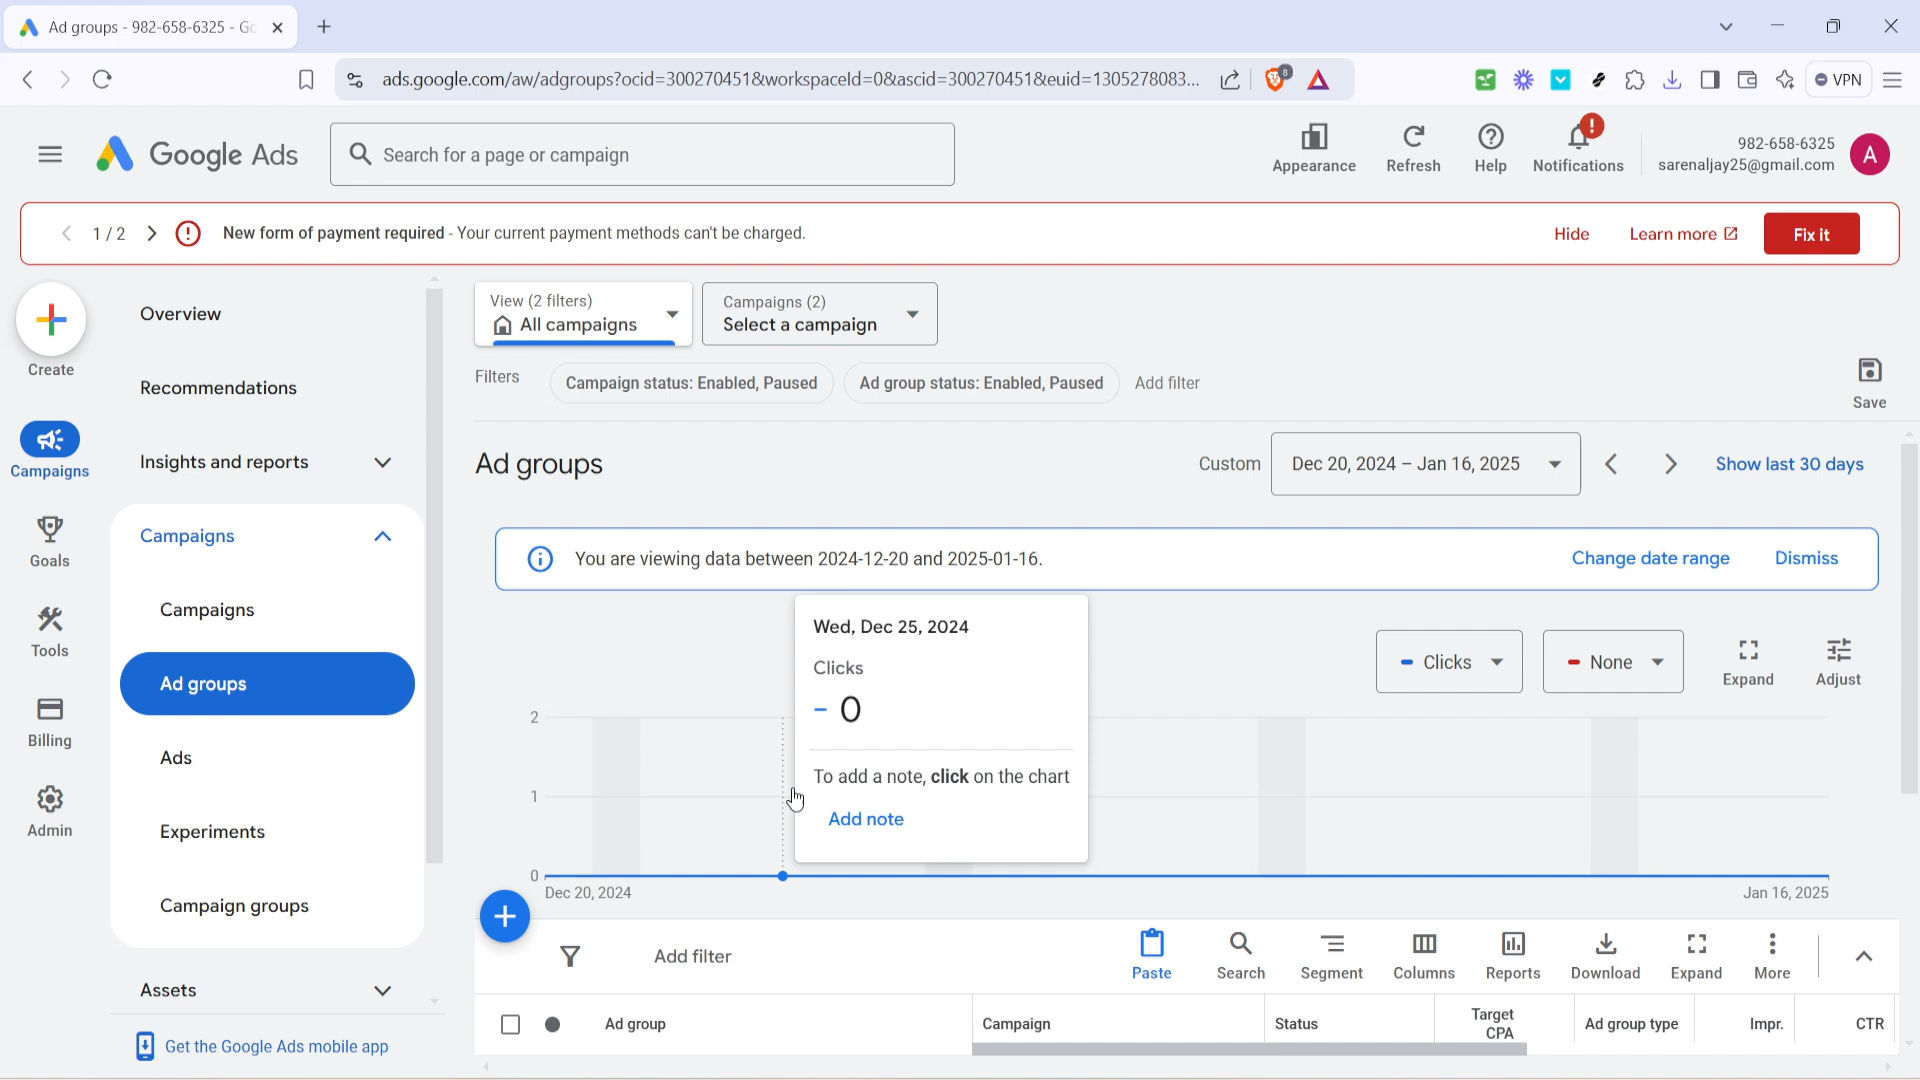 Ad groups - 982-658-6325 - Go
8
ads.google.com/aw/adgroups?ocid=300270451&workspaceId=0&ascid=300270451&euid=1305278083...
VPN
Google Ads
Search for a page or campaign
Appearance
Refresh
Help
Notifications
!
982-658-6325
sarenaljay25@gmail.com
A
1 / 2
New form of payment required - Your current payment methods can't be charged.
Hide
Learn more
Fix it
Create
Campaigns
Goals
Tools
Billing
Admin
Overview
Recommendations
Insights and reports
Campaigns
Campaigns
Ad groups
Ads
Experiments
Campaign groups
Assets
Get the Google Ads mobile app
View (2 filters)
All campaigns
Campaigns (2)
Select a campaign
Filters
Campaign status: Enabled, Paused
Ad group status: Enabled, Paused
Add filter
Save
Ad groups
Custom
Dec 20, 2024 – Jan 16, 2025
Show last 30 days
You are viewing data between 2024-12-20 and 2025-01-16.
Change date range
Dismiss
Wed, Dec 25, 2024
Clicks
0
To add a note, click on the chart
Add note
Clicks
None
Expand
Adjust
2
1
0
Dec 20, 2024
Jan 16, 2025
Add filter
Paste
Search
Segment
Columns
Reports
Download
Expand
More
Ad group
Campaign
Status
Target
CPA
Ad group type
Impr.
CTR